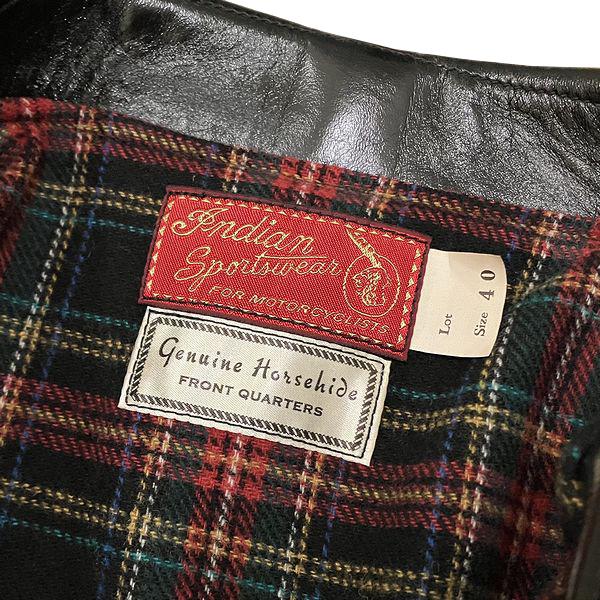 Indian
Sportswear
FOR MOTORCYCLISTS
Lot
Size 40
Genuine Horsehide
FRONT QUARTERS